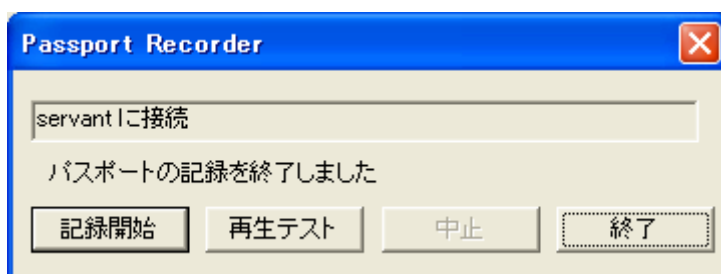 Passport Recorder
servant1に接続
パスポートの記録を終了しました
記録開始 再生テスト 中止 終了